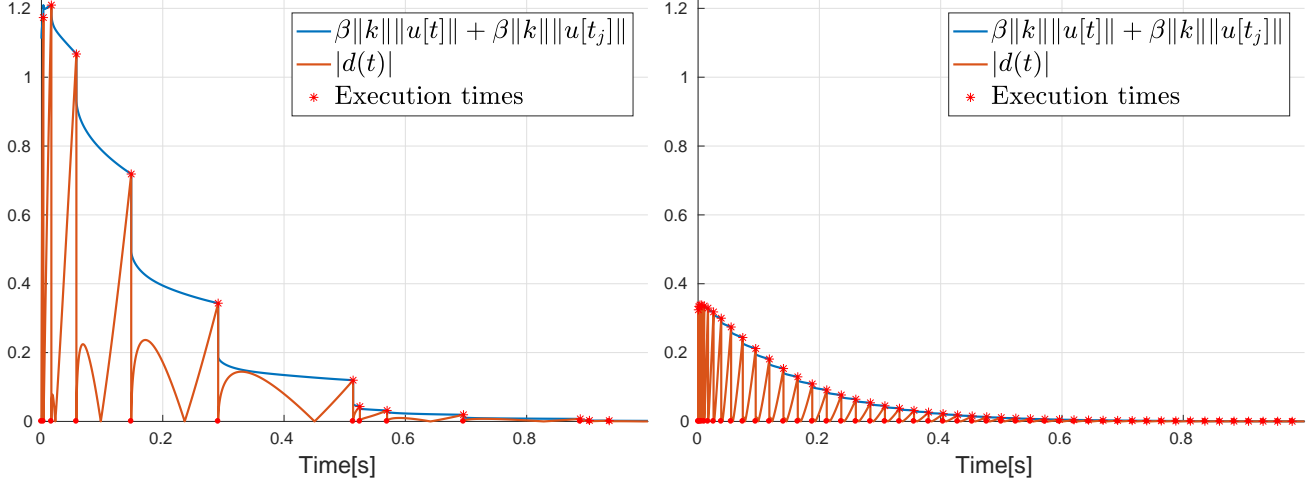 β‖k‖‖u[t]‖ + β‖k‖‖u[t_j]‖
|d(t)|
Execution times
1.2
1
0.8
0.6
0.4
0.2
0
0 0.2 0.4 0.6 0.8
Time[s]
β‖k‖‖u[t]‖ + β‖k‖‖u[t_j]‖
|d(t)|
Execution times
1.2
1
0.8
0.6
0.4
0.2
0
0 0.2 0.4 0.6 0.8
Time[s]